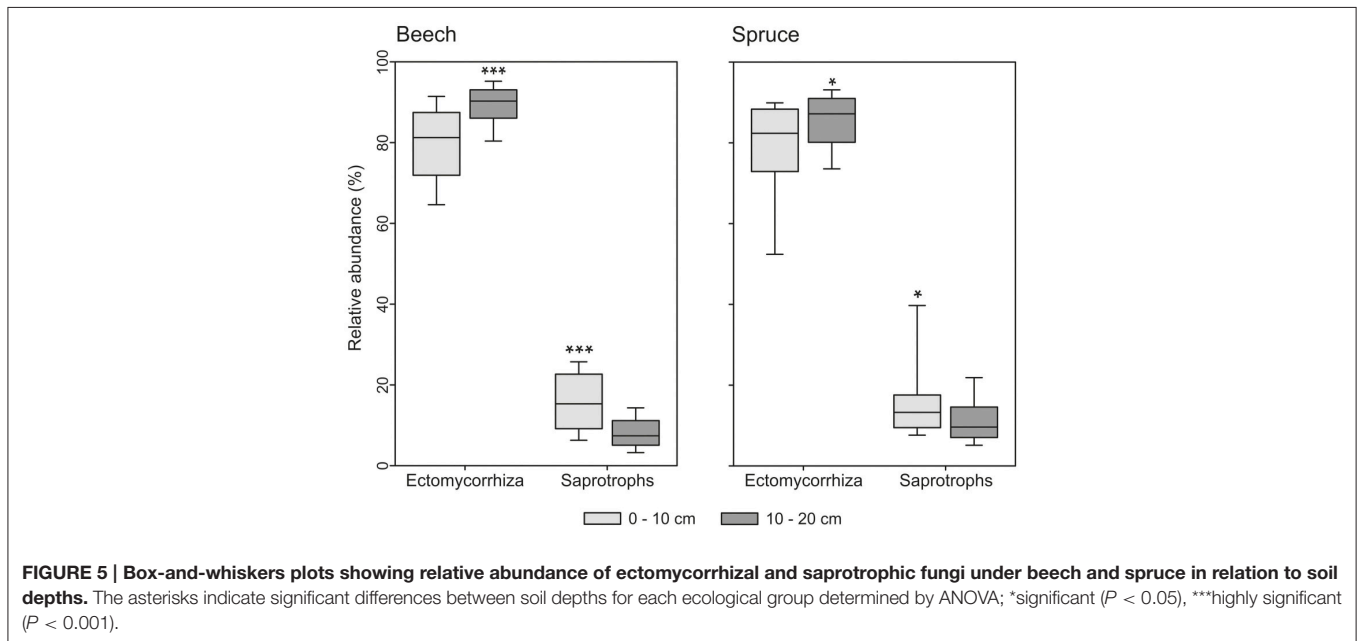 Beech
Spruce
Relative abundance (%)
100
80
60
40
20
0
***
***
*
*
Ectomycorrhiza Saprotrophs
Ectomycorrhiza Saprotrophs
0 - 10 cm 10 - 20 cm
FIGURE 5 | Box-and-whiskers plots showing relative abundance of ectomycorrhizal and saprotrophic fungi under beech and spruce in relation to soil
depths. The asterisks indicate significant differences between soil depths for each ecological group determined by ANOVA; *significant (P < 0.05), ***highly significant
(P < 0.001).